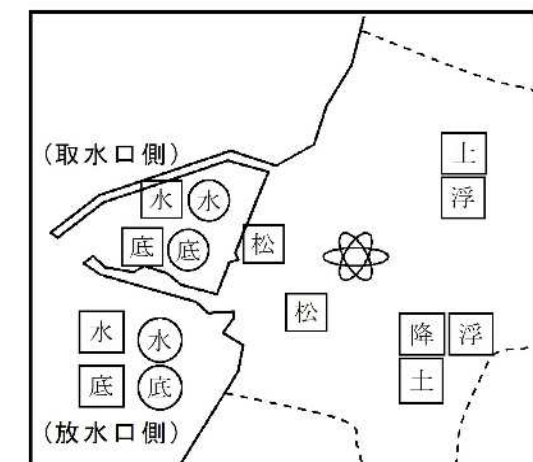 (取水口側)
土
水 水
浮
底 底 松
松
水 水 降 浮
底 底 土
(放水口側)